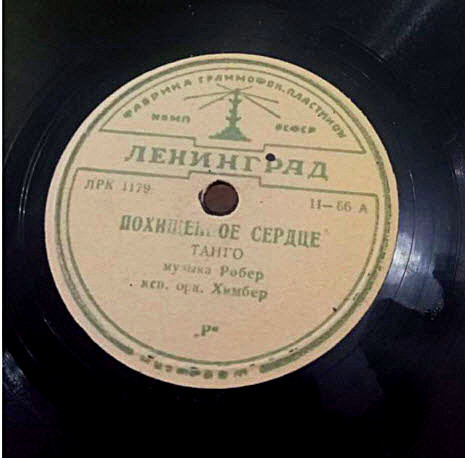 ФАБРИКА ГРАММОФОН. ПЛАСТИНОК
НКМП РСФСР
ЛЕНИНГРАД
ЛРК 1179
11-66 А
ПОХИЩЕННОЕ СЕРДЦЕ
ТАНГО
музыка Робер
исп. орк. Химбер
„Р“